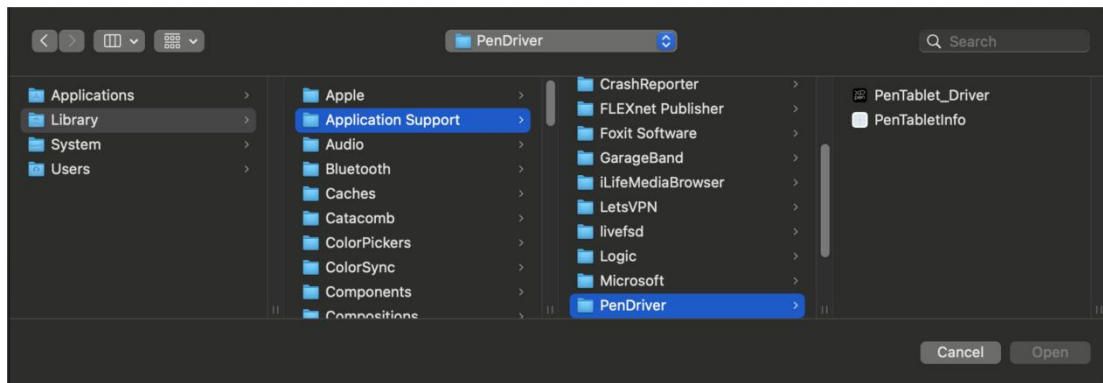 PenDriver
Search
Applications
Library
System
Users
Apple
Application Support
Audio
Bluetooth
Caches
Catacomb
ColorPickers
ColorSync
Components
Compositions
CrashReporter
FLEXnet Publisher
Foxit Software
GarageBand
iLifeMediaBrowser
LetsVPN
livefsd
Logic
Microsoft
PenDriver
PenTablet_Driver
PenTabletInfo
Cancel
Open